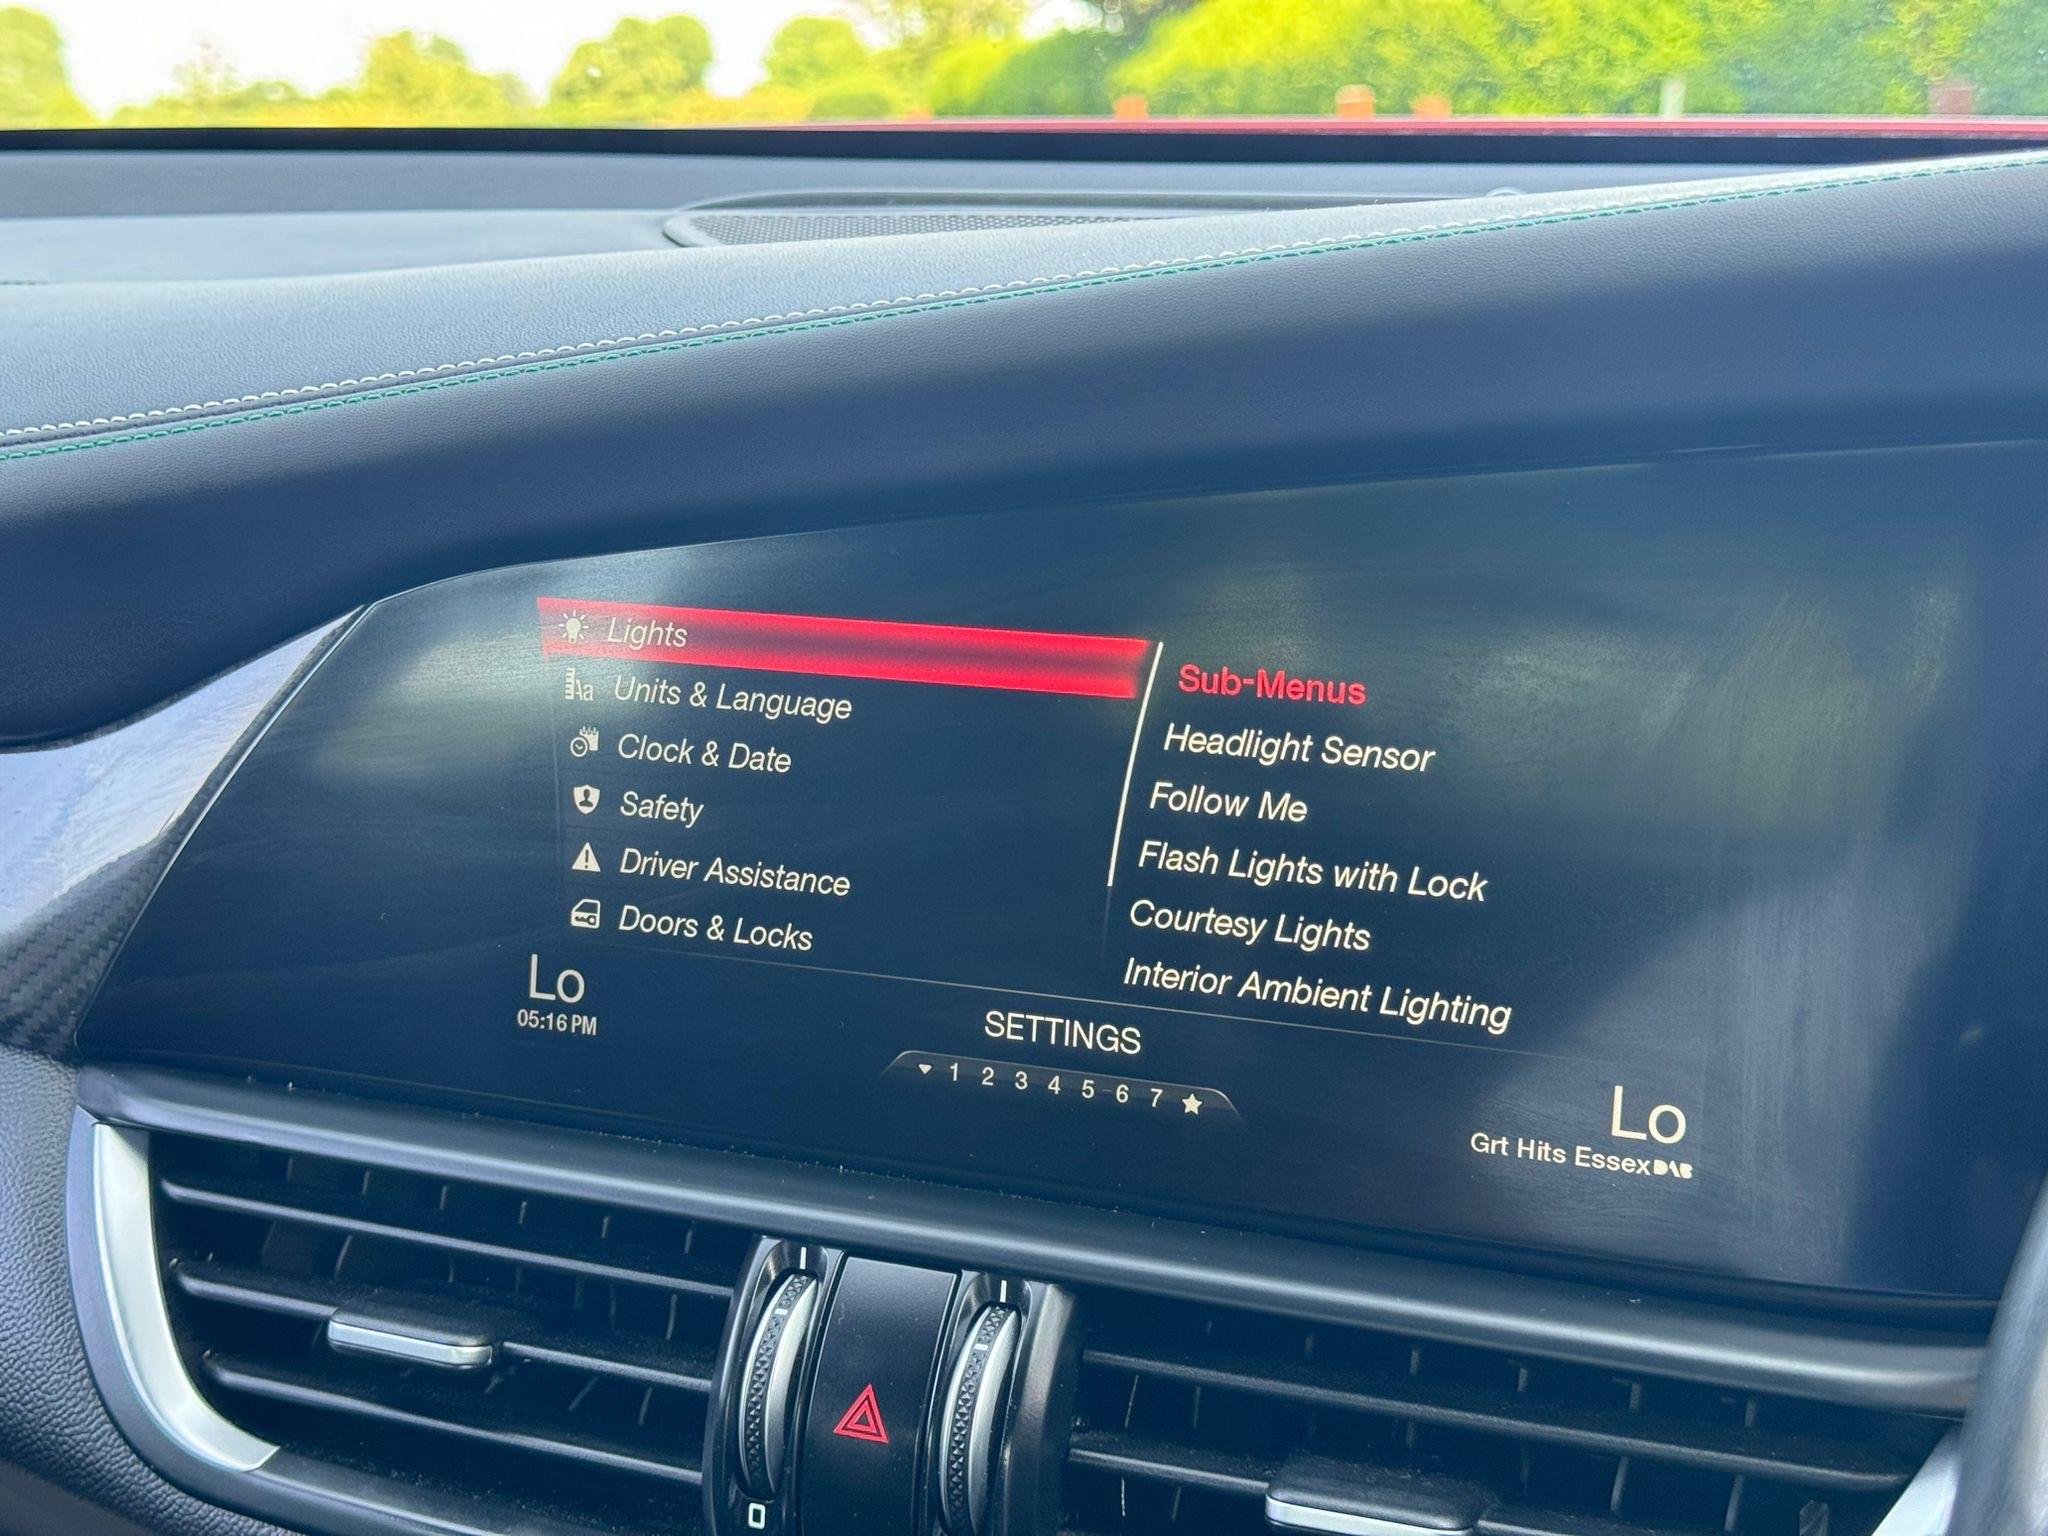 Lights
Units & Language
Clock & Date
Safety
Driver Assistance
Doors & Locks
Sub-Menus
Headlight Sensor
Follow Me
Flash Lights with Lock
Courtesy Lights
Interior Ambient Lighting
Lo
05:16 PM
SETTINGS
1 2 3 4 5 6 7
Lo
Grt Hits Essex DAB
0